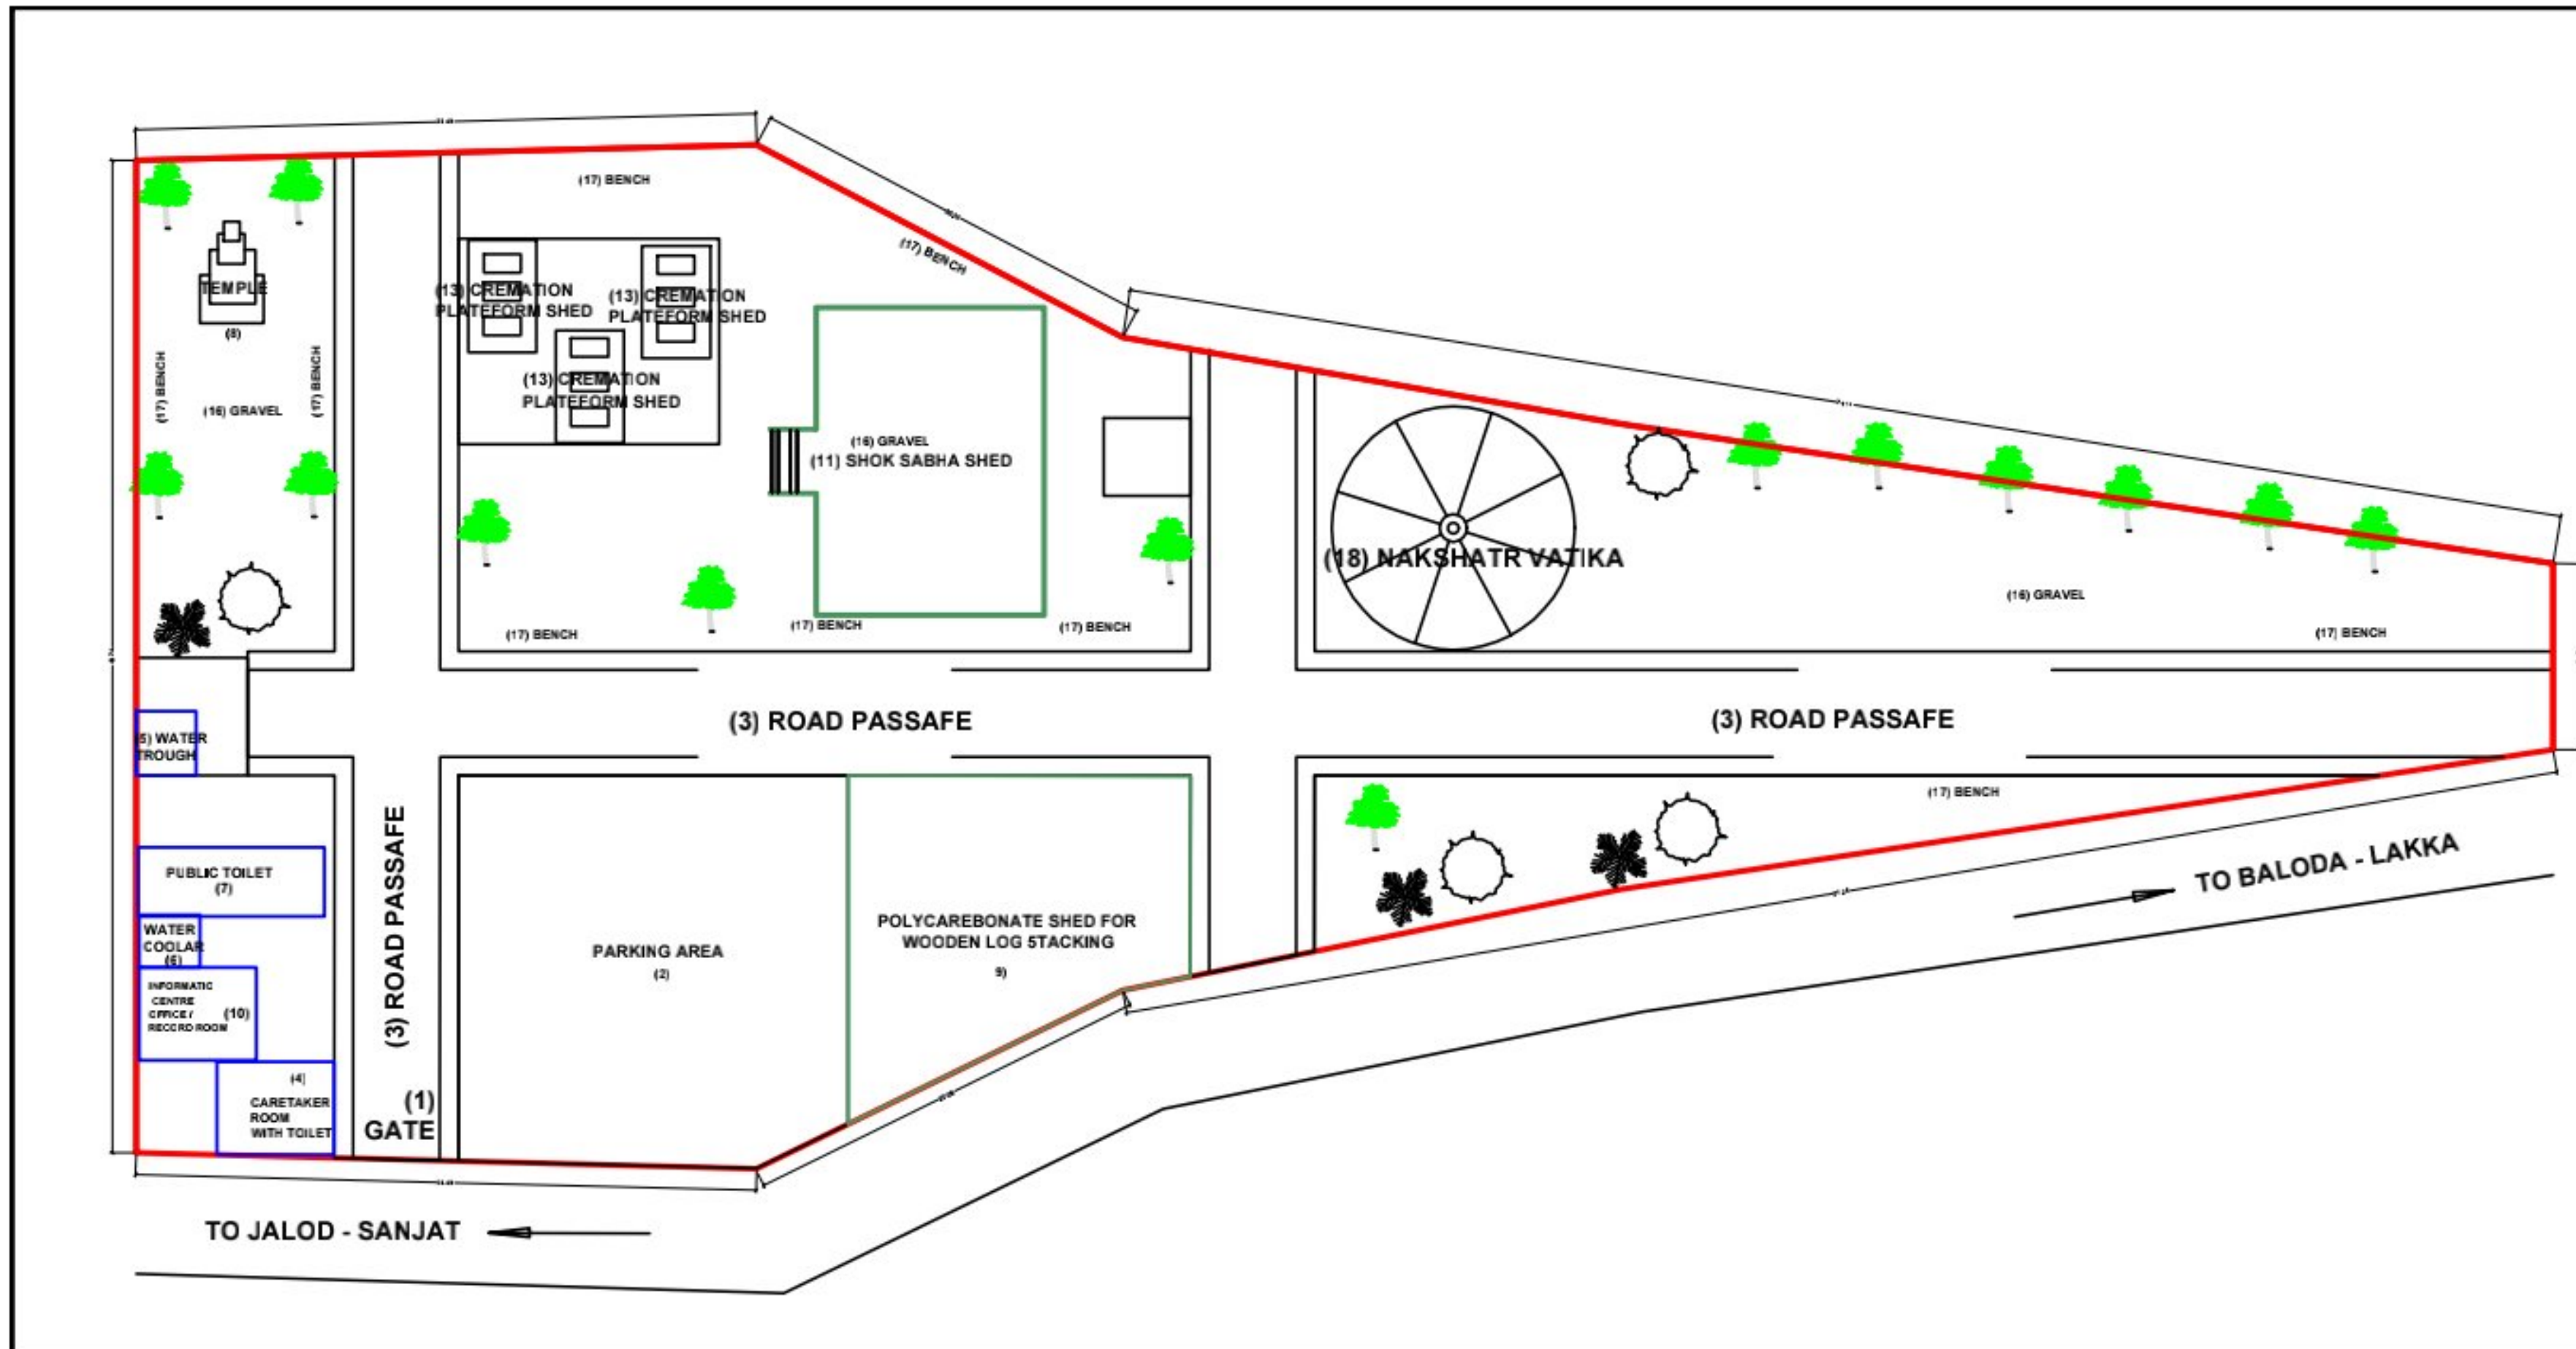 (17) BENCH
(17) BENCH
TEMPLE
(8)
(17) BENCH
(17) BENCH
(16) GRAVEL
(13) CREMATION
PLATEFORM SHED
(13) CREMATION
PLATEFORM SHED
(13) CREMATION
PLATEFORM SHED
(16) GRAVEL
(11) SHOK SABHA SHED
(18) NAKSHATR VATIKA
(16) GRAVEL
(17) BENCH
(17) BENCH
(17) BENCH
(17) BENCH
(3) ROAD PASSAFE
(3) ROAD PASSAFE
(5) WATER
TROUGH
(17) BENCH
PUBLIC TOILET
(7)
WATER
COOLAR
(6)
INFORMATIC
CENTRE
OFFICE /
RECORD ROOM
(10)
(4)
CARETAKER
ROOM
WITH TOILET
(3) ROAD PASSAFE
(1)
GATE
PARKING AREA
(2)
POLYCAREBONATE SHED FOR
WOODEN LOG 5TACKING
9)
TO BALODA - LAKKA
TO JALOD - SANJAT